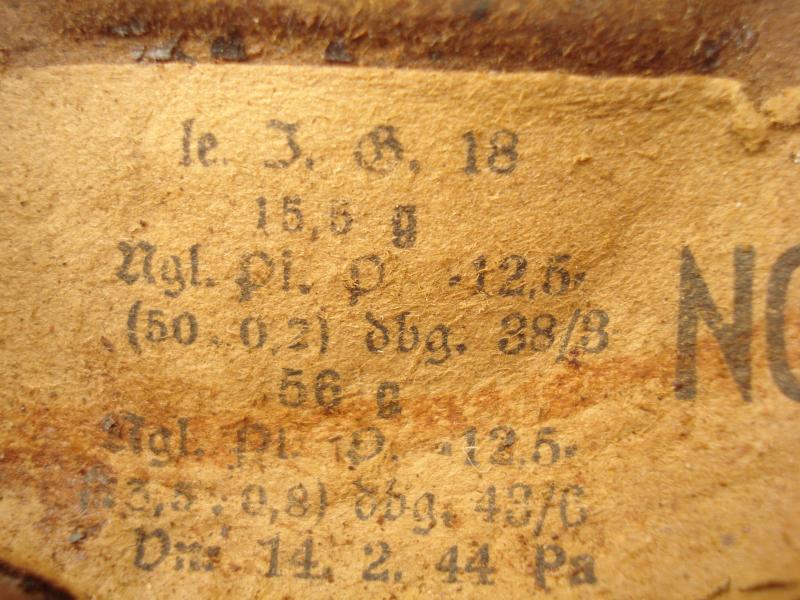 le. I. G. 18
15,5 g
Ngl. Pl. P. -12,5-
(50 . 0,2) dbg. 38/3
56 g
Ngl. Pl. P. -12,5-
3,5 . 0,8) dbg. 43/6
Dn. 14. 2. 44 Pa
NO